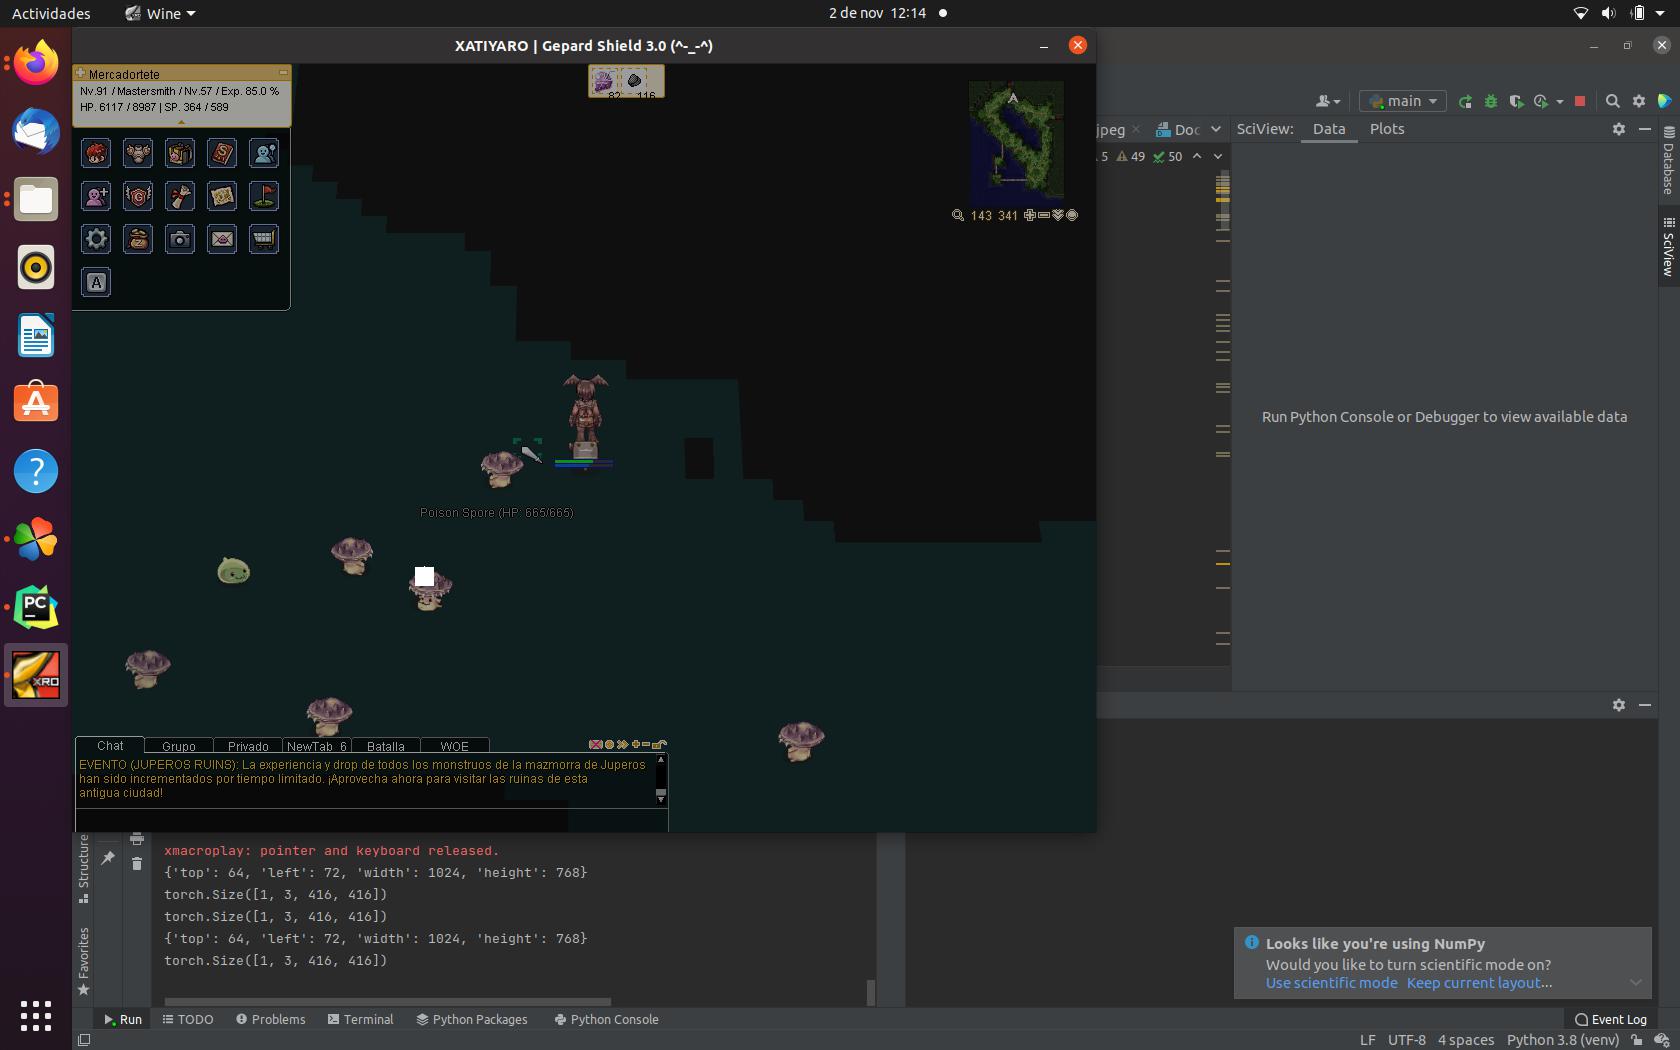 Actividades
Wine
2 de nov 12:14
XATIYARO | Gepard Shield 3.0 (^-_-^)
Mercadortete
Nv.91 / Mastersmith / Nv.57 / Exp. 85.0 %
HP. 6117 / 8987 | SP. 364 / 589
82 116
143 341
main
jpeg
Doc
SciView:
Data
Plots
5 49 50
Database
SciView
Run Python Console or Debugger to view available data
S
G
Z
A
Poison Spore (HP: 665/665)
PC
XRO
Chat
Grupo
Privado
NewTab_6
Batalla
WOE
EVENTO (JUPEROS RUINS): La experiencia y drop de todos los monstruos de la mazmorra de Juperos
han sido incrementados por tiempo limitado. ¡Aprovecha ahora para visitar las ruinas de esta
antigua ciudad!
Structure
Favorites
xmacroplay: pointer and keyboard released.
{'top': 64, 'left': 72, 'width': 1024, 'height': 768}
torch.Size([1, 3, 416, 416])
torch.Size([1, 3, 416, 416])
{'top': 64, 'left': 72, 'width': 1024, 'height': 768}
torch.Size([1, 3, 416, 416])
Looks like you're using NumPy
Would you like to turn scientific mode on?
Use scientific mode Keep current layout...
Run
TODO
Problems
Terminal
Python Packages
Python Console
Event Log
LF UTF-8 4 spaces Python 3.8 (venv)